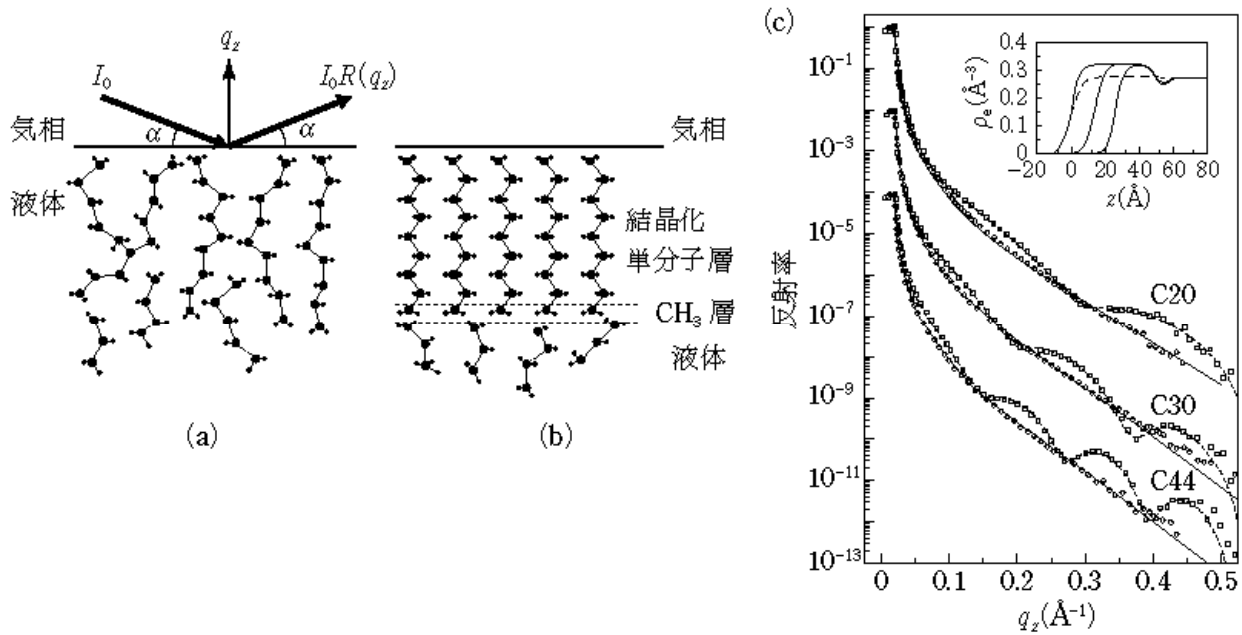 q_z
I₀
I₀R(q_z)
α
α
気相
液体
(a)
気相
結晶化
単分子層
CH₃ 層
液体
(b)
(c)
反射率
10⁻¹
10⁻³
10⁻⁵
10⁻⁷
10⁻⁹
10⁻¹¹
10⁻¹³
C20
C30
C44
0 0.1 0.2 0.3 0.4 0.5
q_z(Å⁻¹)
ρ_e(Å⁻³)
0.4
0.3
0.2
0.1
0
−20 0 20 40 60 80
z(Å)